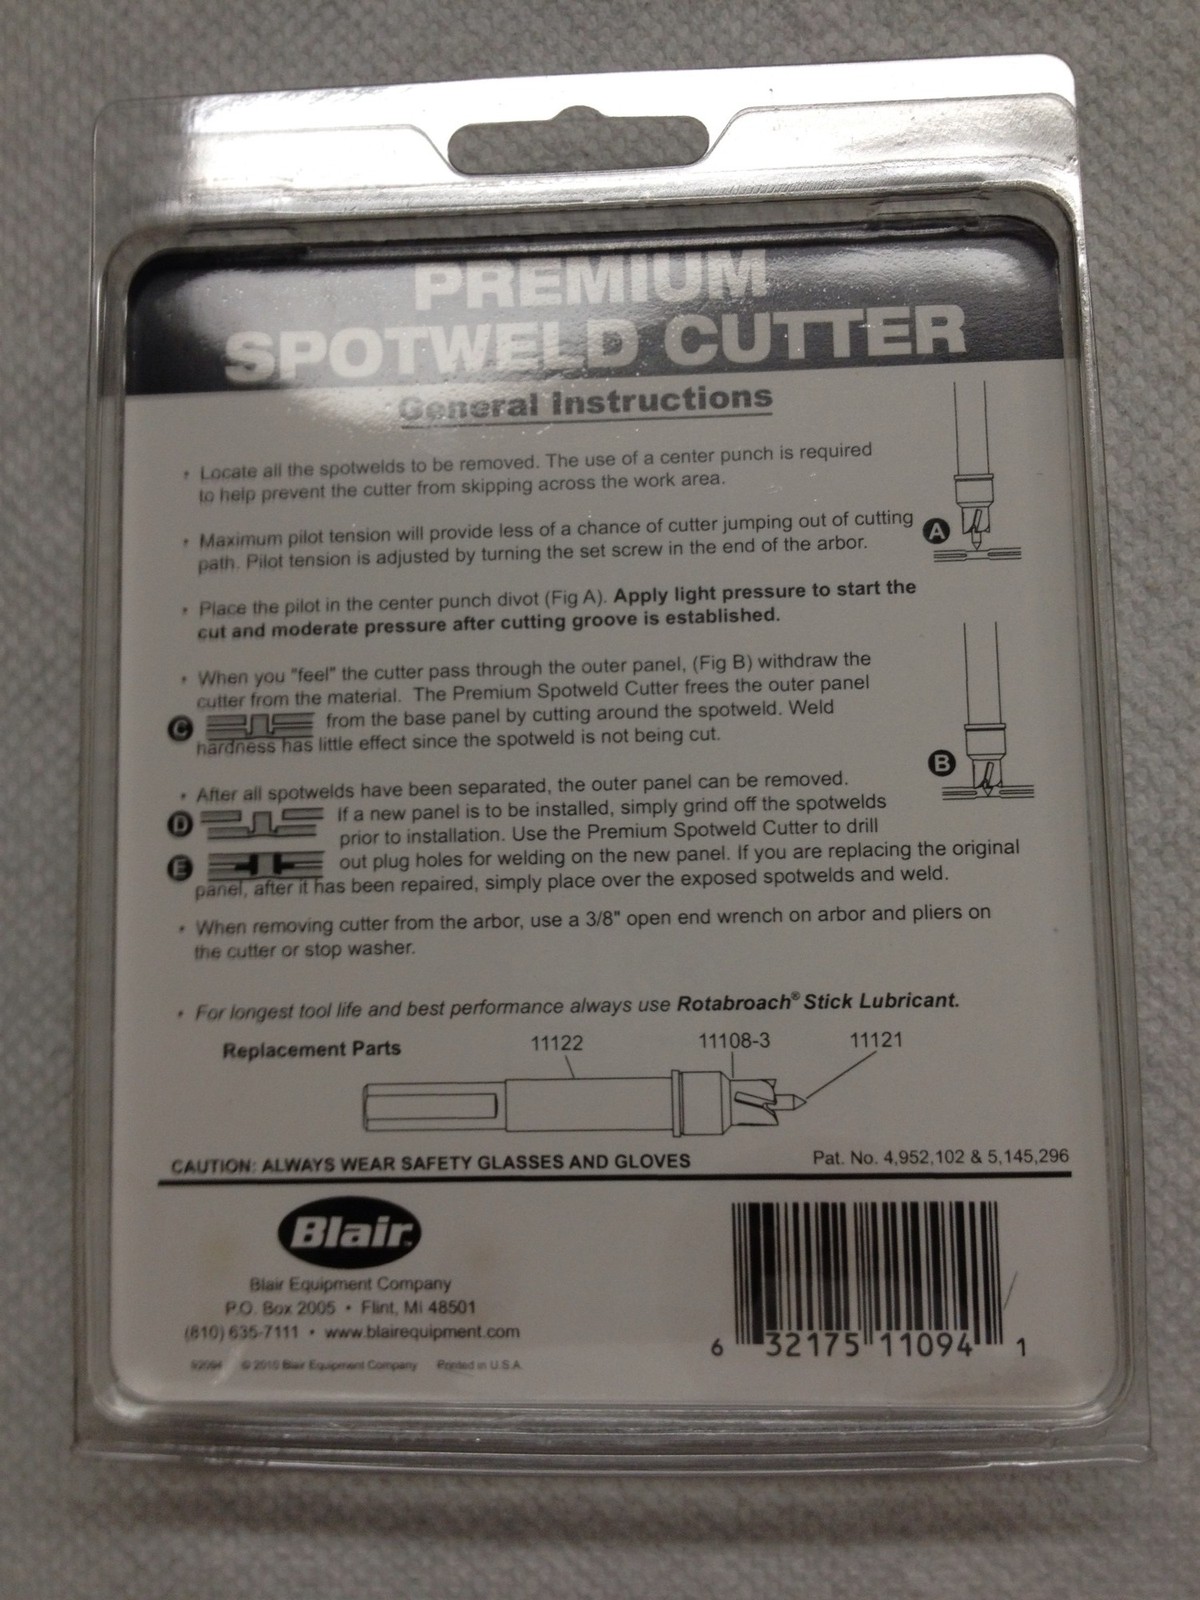 PREMIUM
SPOTWELD CUTTER
General Instructions
• Locate all the spotwelds to be removed. The use of a center punch is required
to help prevent the cutter from skipping across the work area.
• Maximum pilot tension will provide less of a chance of cutter jumping out of cutting
path. Pilot tension is adjusted by turning the set screw in the end of the arbor.
A
• Place the pilot in the center punch divot (Fig A). Apply light pressure to start the
cut and moderate pressure after cutting groove is established.
• When you "feel" the cutter pass through the outer panel, (Fig B) withdraw the
cutter from the material. The Premium Spotweld Cutter frees the outer panel
C from the base panel by cutting around the spotweld. Weld
hardness has little effect since the spotweld is not being cut.
B
• After all spotwelds have been separated, the outer panel can be removed.
D If a new panel is to be installed, simply grind off the spotwelds
prior to installation. Use the Premium Spotweld Cutter to drill
E out plug holes for welding on the new panel. If you are replacing the original
panel, after it has been repaired, simply place over the exposed spotwelds and weld.
• When removing cutter from the arbor, use a 3/8" open end wrench on arbor and pliers on
the cutter or stop washer.
• For longest tool life and best performance always use Rotabroach® Stick Lubricant.
Replacement Parts 11122 11108-3 11121
CAUTION: ALWAYS WEAR SAFETY GLASSES AND GLOVES Pat. No. 4,952,102 & 5,145,296
Blair™
Blair Equipment Company
P.O. Box 2005 • Flint, MI 48501
(810) 635-7111 • www.blairequipment.com
92094 © 2010 Blair Equipment Company Printed in U.S.A.
6 32175 11094 1